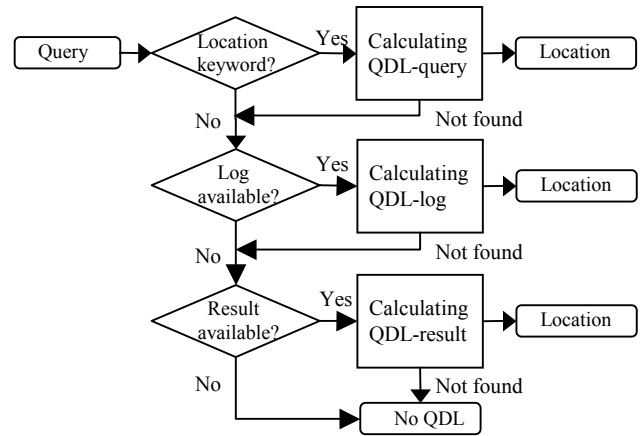 Query
Location
keyword?
Yes
Calculating
QDL-query
Location
No
Not found
Log
available?
Yes
Calculating
QDL-log
Location
No
Not found
Result
available?
Yes
Calculating
QDL-result
Location
No
Not found
No QDL